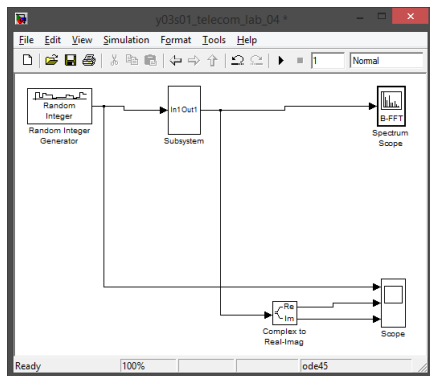 y03s01_telecom_lab_04 *
File Edit View Simulation Format Tools Help
1 Normal
Random
Integer
Random Integer
Generator
In1 Out1
Subsystem
B-FFT
Spectrum
Scope
Re
Im
Complex to
Real-Imag
Scope
Ready 100% ode45